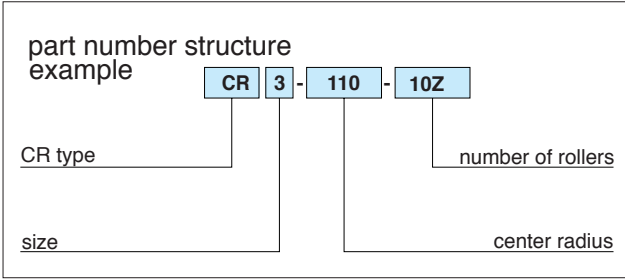 part number structure
example
CR 3 - 110 - 10Z
CR type
number of rollers
size
center radius